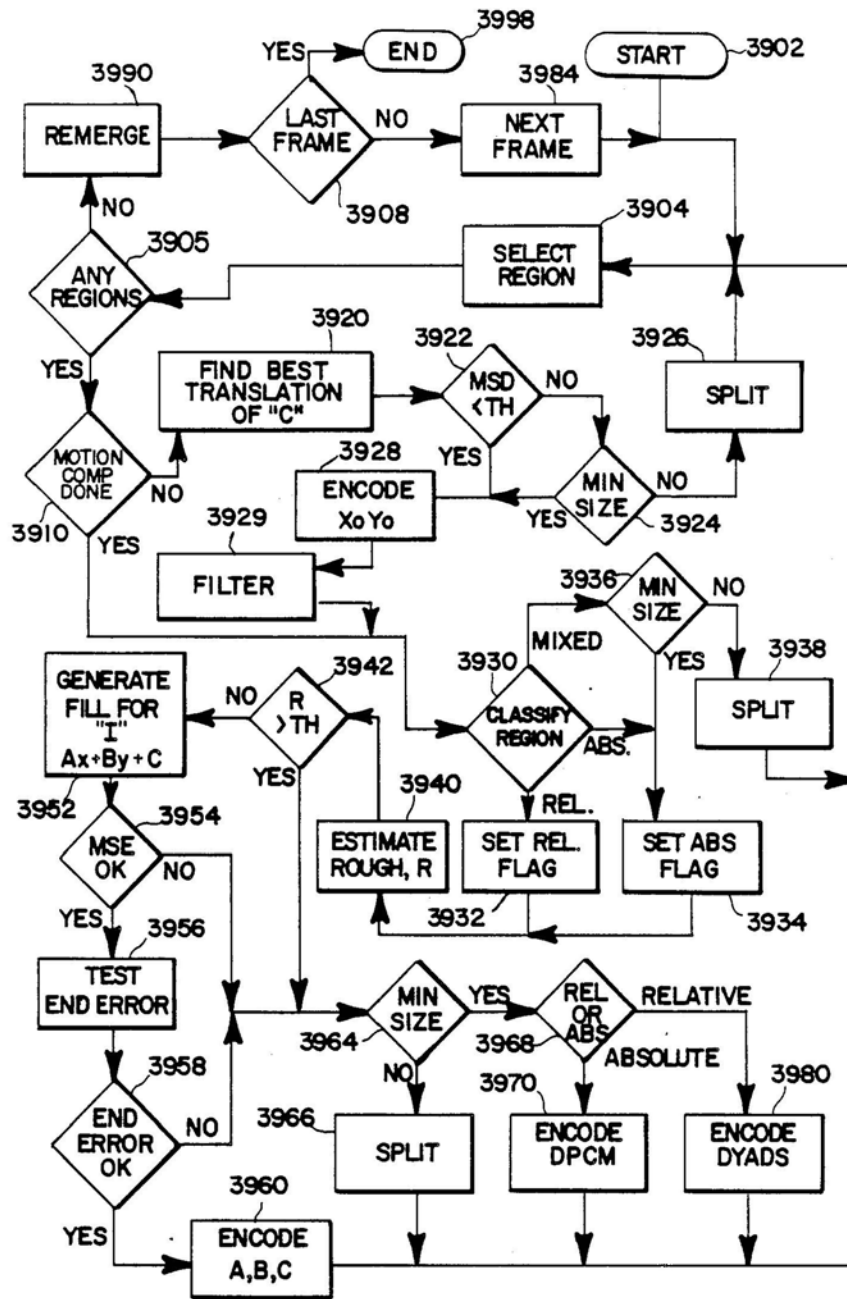 3998
YES
END
START
3902
3990
3984
REMERGE
LAST
FRAME
NO
NEXT
FRAME
NO
3908
3905
3904
ANY
REGIONS
SELECT
REGION
3920
3922
3926
YES
FIND BEST
TRANSLATION
OF "C"
MSD
<TH
NO
SPLIT
MOTION
COMP
DONE
NO
3928
YES
MIN
SIZE
NO
3910
YES
ENCODE
XoYo
YES
3924
3929
FILTER
3936
MIN
SIZE
NO
MIXED
3942
3930
YES
3938
GENERATE
FILL FOR
"I"
Ax+By+C
NO
R
>TH
CLASSIFY
REGION
ABS.
SPLIT
3952
YES
3954
3940
REL.
MSE
OK
NO
ESTIMATE
ROUGH, R
SET REL.
FLAG
SET ABS
FLAG
YES
3956
3932
3934
TEST
END ERROR
MIN
SIZE
YES
REL
OR
ABS
RELATIVE
3964
3968
3958
NO
ABSOLUTE
3970
3980
END
ERROR
OK
NO
3966
SPLIT
ENCODE
DPCM
ENCODE
DYADS
YES
3960
ENCODE
A,B,C